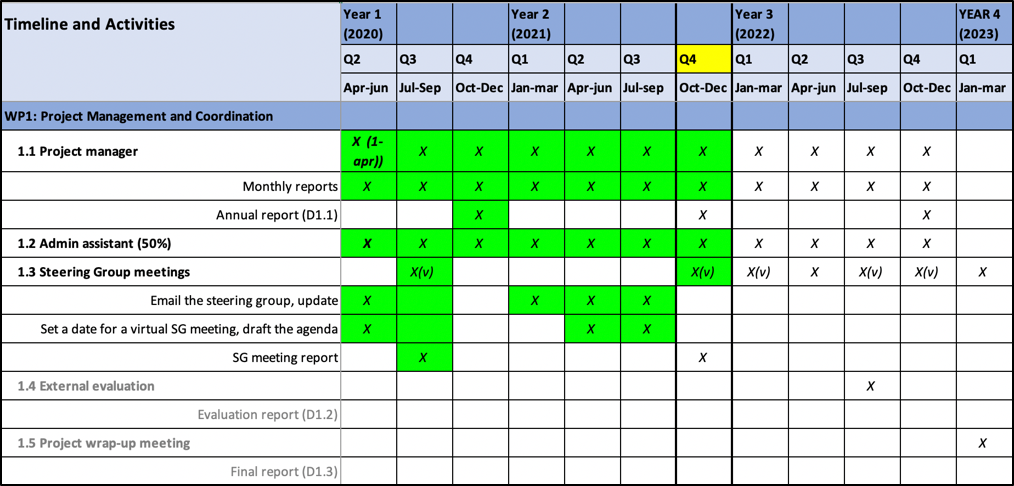 Timeline and Activities Year 1 (2020) Year 2 (2021) Year 3 (2022) YEAR 4 (2023)
Q2 Q3 Q4 Q1 Q2 Q3 Q4 Q1 Q2 Q3 Q4 Q1
Apr-jun Jul-Sep Oct-Dec Jan-mar Apr-jun Jul-sep Oct-Dec Jan-mar Apr-jun Jul-sep Oct-Dec Jan-mar
WP1: Project Management and Coordination
1.1 Project manager X (1-apr)) X X X X X X X X X X
Monthly reports X X X X X X X X X X X
Annual report (D1.1) X X X
1.2 Admin assistant (50%) X X X X X X X X X X X
1.3 Steering Group meetings X(v) X(v) X(v) X X(v) X(v) X
Email the steering group, update X X X X
Set a date for a virtual SG meeting, draft the agenda X X X
SG meeting report X X
1.4 External evaluation X
Evaluation report (D1.2)
1.5 Project wrap-up meeting X
Final report (D1.3)